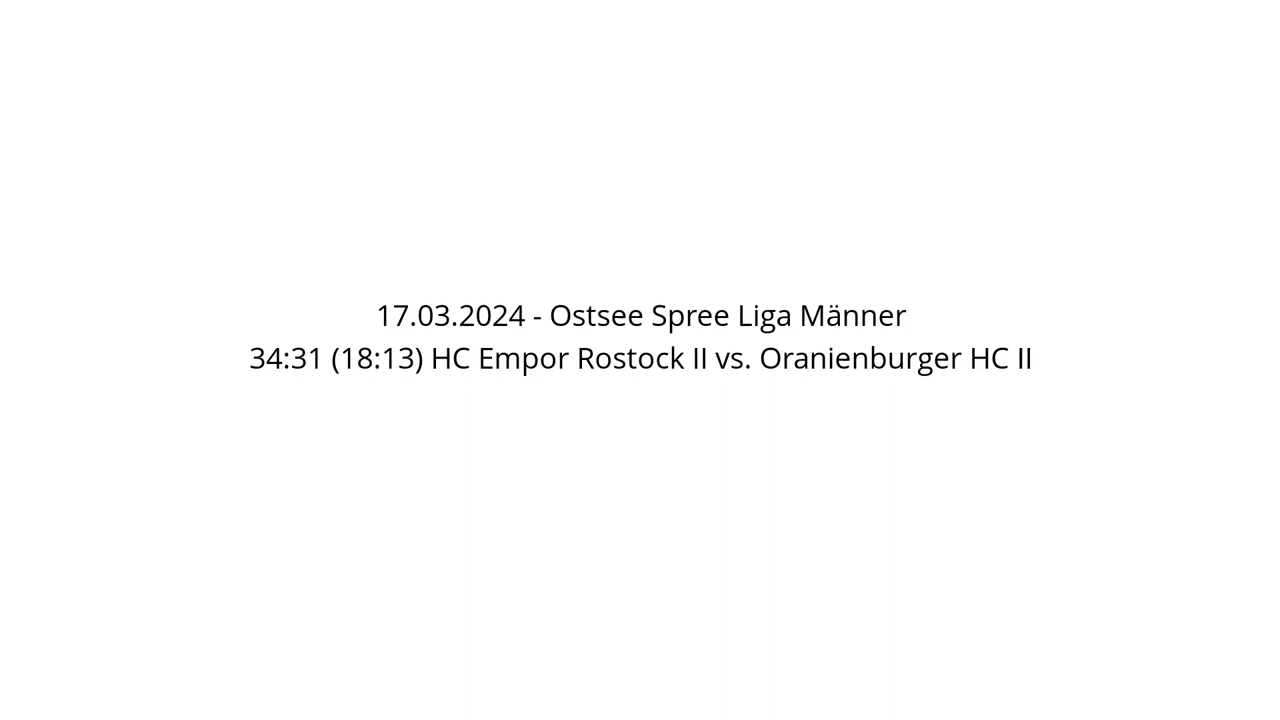 17.03.2024 - Ostsee Spree Liga Männer
34:31 (18:13) HC Empor Rostock II vs. Oranienburger HC II